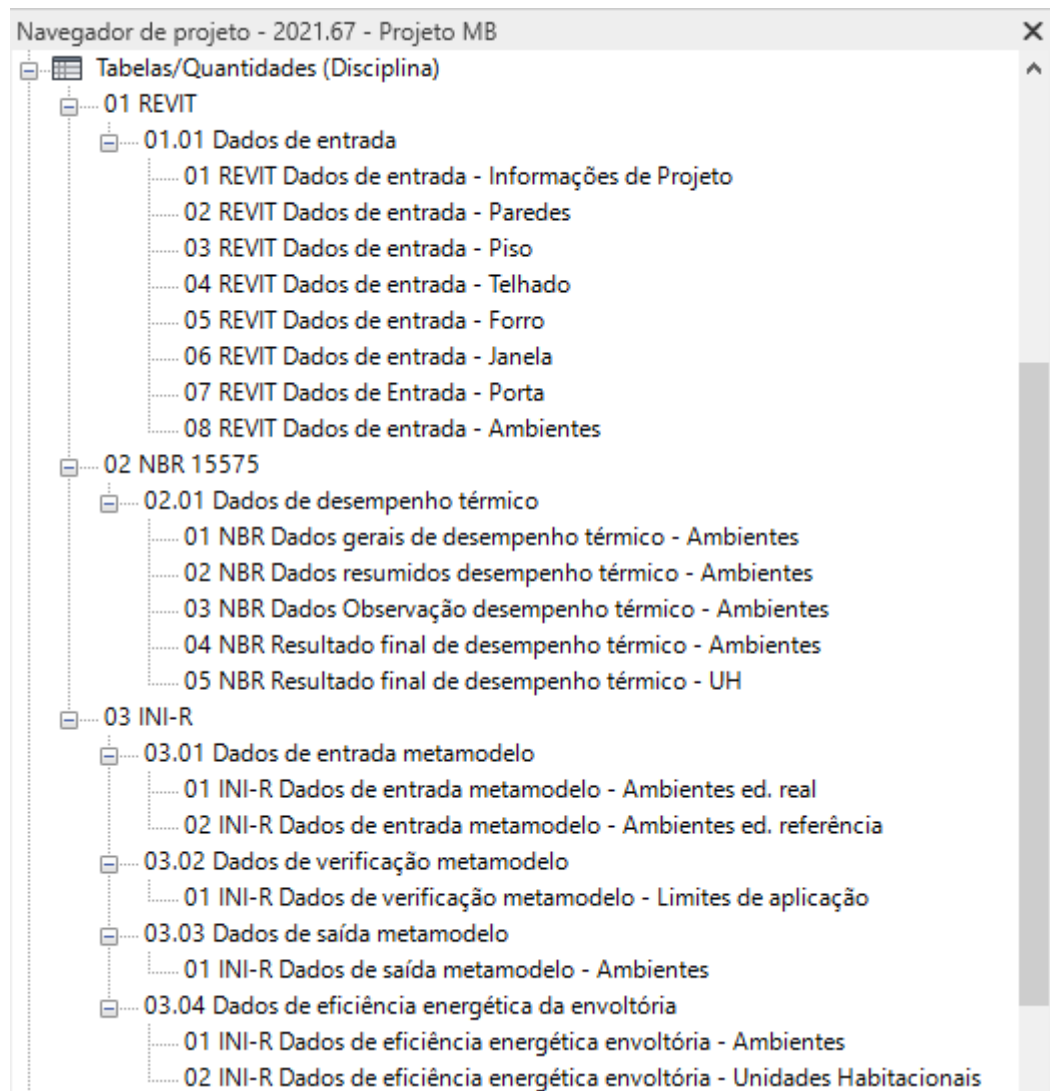 Navegador de projeto - 2021.67 - Projeto MB
Tabelas/Quantidades (Disciplina)
01 REVIT
01.01 Dados de entrada
01 REVIT Dados de entrada - Informações de Projeto
02 REVIT Dados de entrada - Paredes
03 REVIT Dados de entrada - Piso
04 REVIT Dados de entrada - Telhado
05 REVIT Dados de entrada - Forro
06 REVIT Dados de entrada - Janela
07 REVIT Dados de Entrada - Porta
08 REVIT Dados de entrada - Ambientes
02 NBR 15575
02.01 Dados de desempenho térmico
01 NBR Dados gerais de desempenho térmico - Ambientes
02 NBR Dados resumidos desempenho térmico - Ambientes
03 NBR Dados Observação desempenho térmico - Ambientes
04 NBR Resultado final de desempenho térmico - Ambientes
05 NBR Resultado final de desempenho térmico - UH
03 INI-R
03.01 Dados de entrada metamodelo
01 INI-R Dados de entrada metamodelo - Ambientes ed. real
02 INI-R Dados de entrada metamodelo - Ambientes ed. referência
03.02 Dados de verificação metamodelo
01 INI-R Dados de verificação metamodelo - Limites de aplicação
03.03 Dados de saída metamodelo
01 INI-R Dados de saída metamodelo - Ambientes
03.04 Dados de eficiência energética da envoltória
01 INI-R Dados de eficiência energética envoltória - Ambientes
02 INI-R Dados de eficiência energética envoltória - Unidades Habitacionais